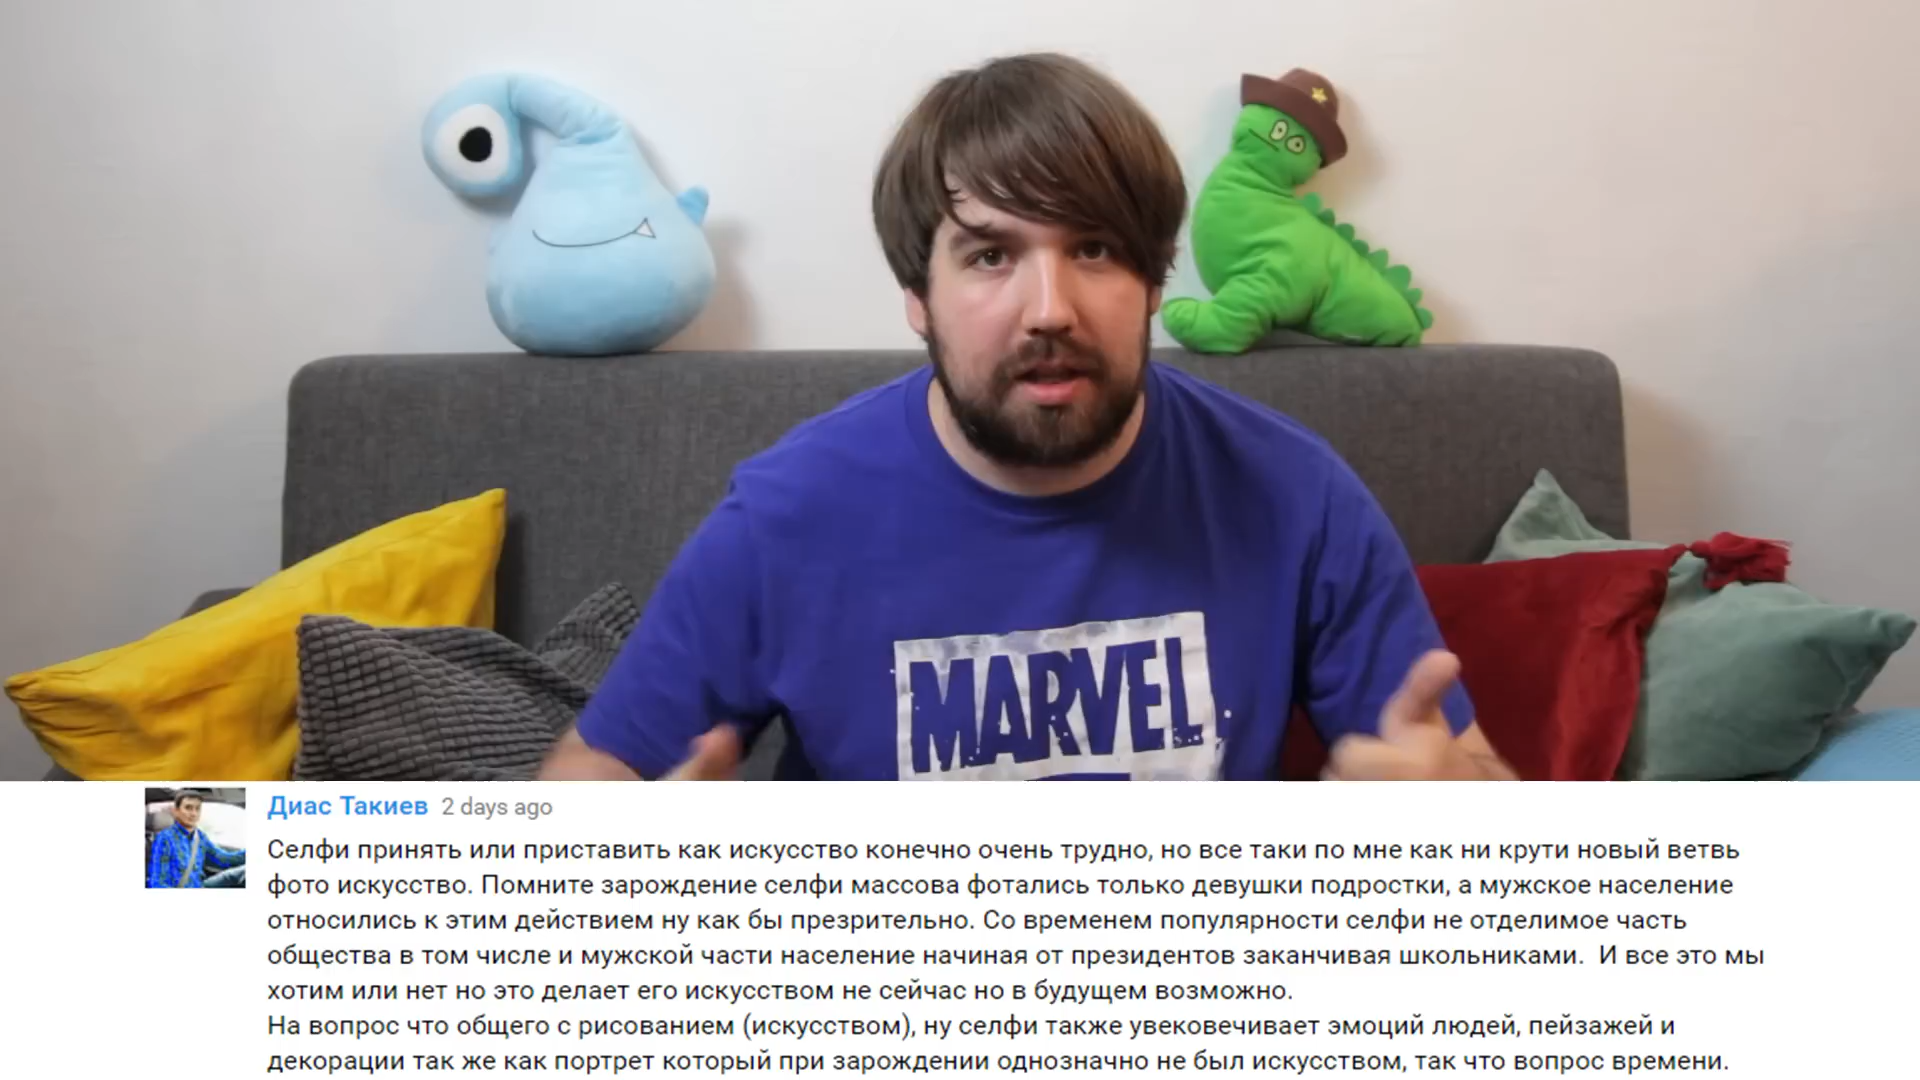 MARVEL
Диас Такиев 2 days ago
Селфи принять или приставить как искусство конечно очень трудно, но все таки по мне как ни крути новый ветвь
фото искусство. Помните зарождение селфи массова фотались только девушки подростки, а мужское население
относились к этим действием ну как бы презрительно. Со временем популярности селфи не отделимое часть
общества в том числе и мужской части население начиная от президентов заканчивая школьниками.  И все это мы
хотим или нет но это делает его искусством не сейчас но в будущем возможно.
На вопрос что общего с рисованием (искусством), ну селфи также увековечивает эмоций людей, пейзажей и
декорации так же как портрет который при зарождении однозначно не был искусством, так что вопрос времени.